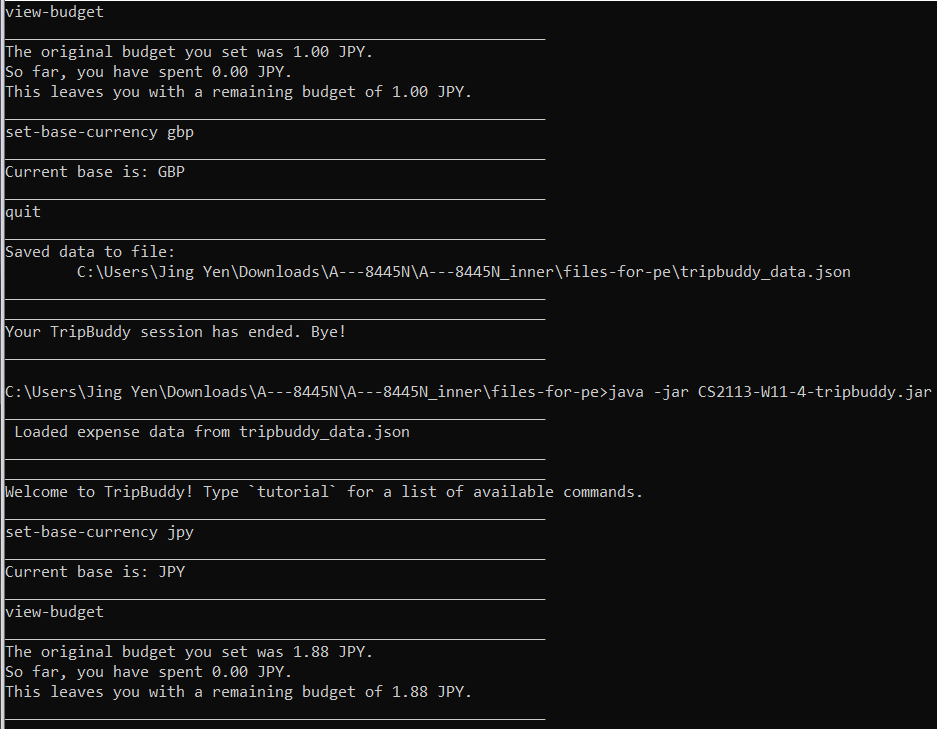 view-budget
The original budget you set was 1.00 JPY.
So far, you have spent 0.00 JPY.
This leaves you with a remaining budget of 1.00 JPY.
set-base-currency gbp
Current base is: GBP
quit
Saved data to file:
C:\Users\Jing Yen\Downloads\A---8445N\A---8445N_inner\files-for-pe\tripbuddy_data.json
Your TripBuddy session has ended. Bye!
C:\Users\Jing Yen\Downloads\A---8445N\A---8445N_inner\files-for-pe>java -jar CS2113-W11-4-tripbuddy.jar
Loaded expense data from tripbuddy_data.json
Welcome to TripBuddy! Type `tutorial` for a list of available commands.
set-base-currency jpy
Current base is: JPY
view-budget
The original budget you set was 1.88 JPY.
So far, you have spent 0.00 JPY.
This leaves you with a remaining budget of 1.88 JPY.